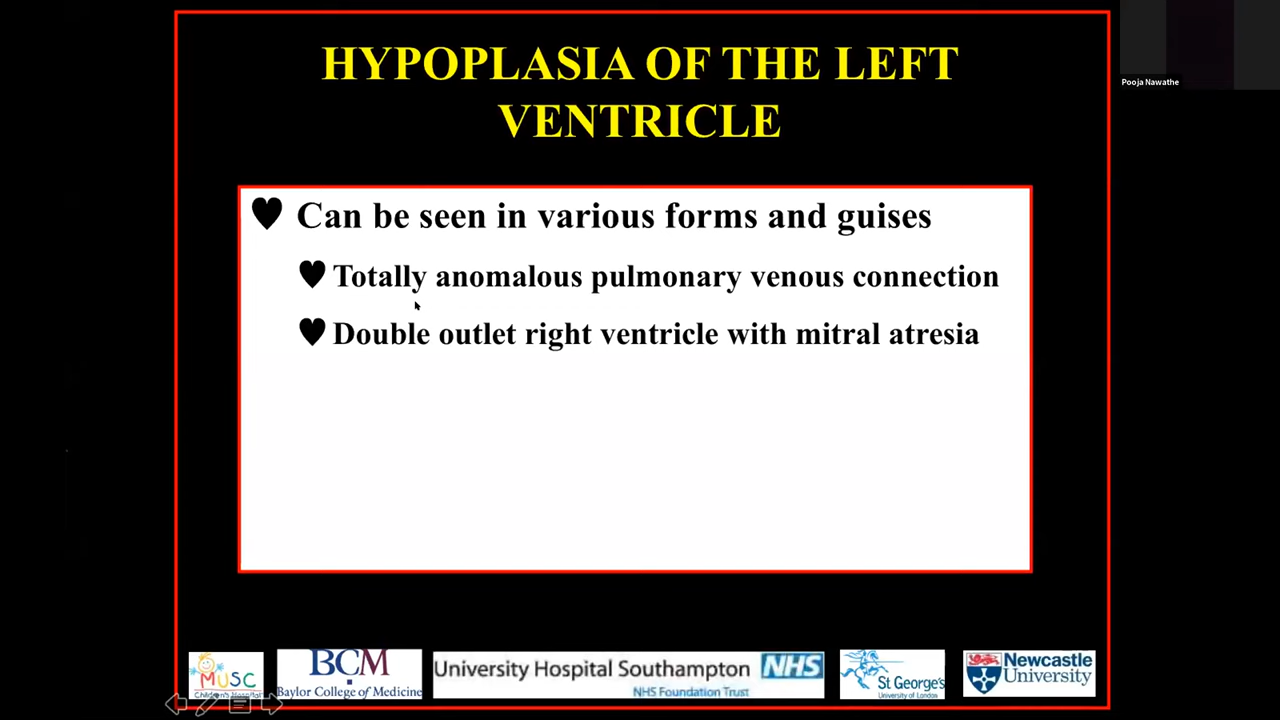 HYPOPLASIA OF THE LEFT
VENTRICLE
Pooja Nawathe
Can be seen in various forms and guises
Totally anomalous pulmonary venous connection
Double outlet right ventricle with mitral atresia
MUSC
Children's Hospital
BCM
Baylor College of Medicine
University Hospital Southampton
NHS
NHS Foundation Trust
St George's
University of London
Newcastle
University